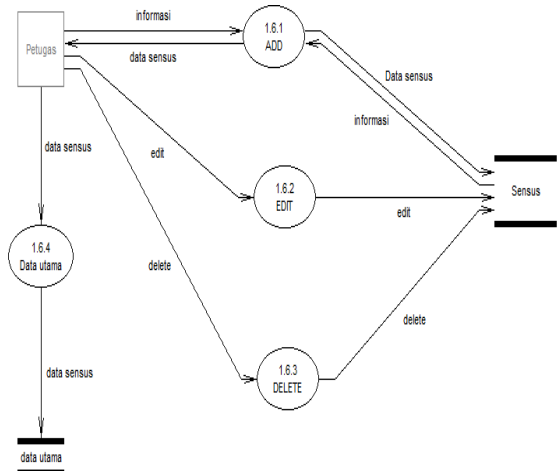 informasi
1.6.1
ADD
Petugas
data sensus
Data sensus
informasi
data sensus
edit
1.6.2
EDIT
edit
Sensus
1.6.4
Data utama
delete
delete
data sensus
1.6.3
DELETE
data utama